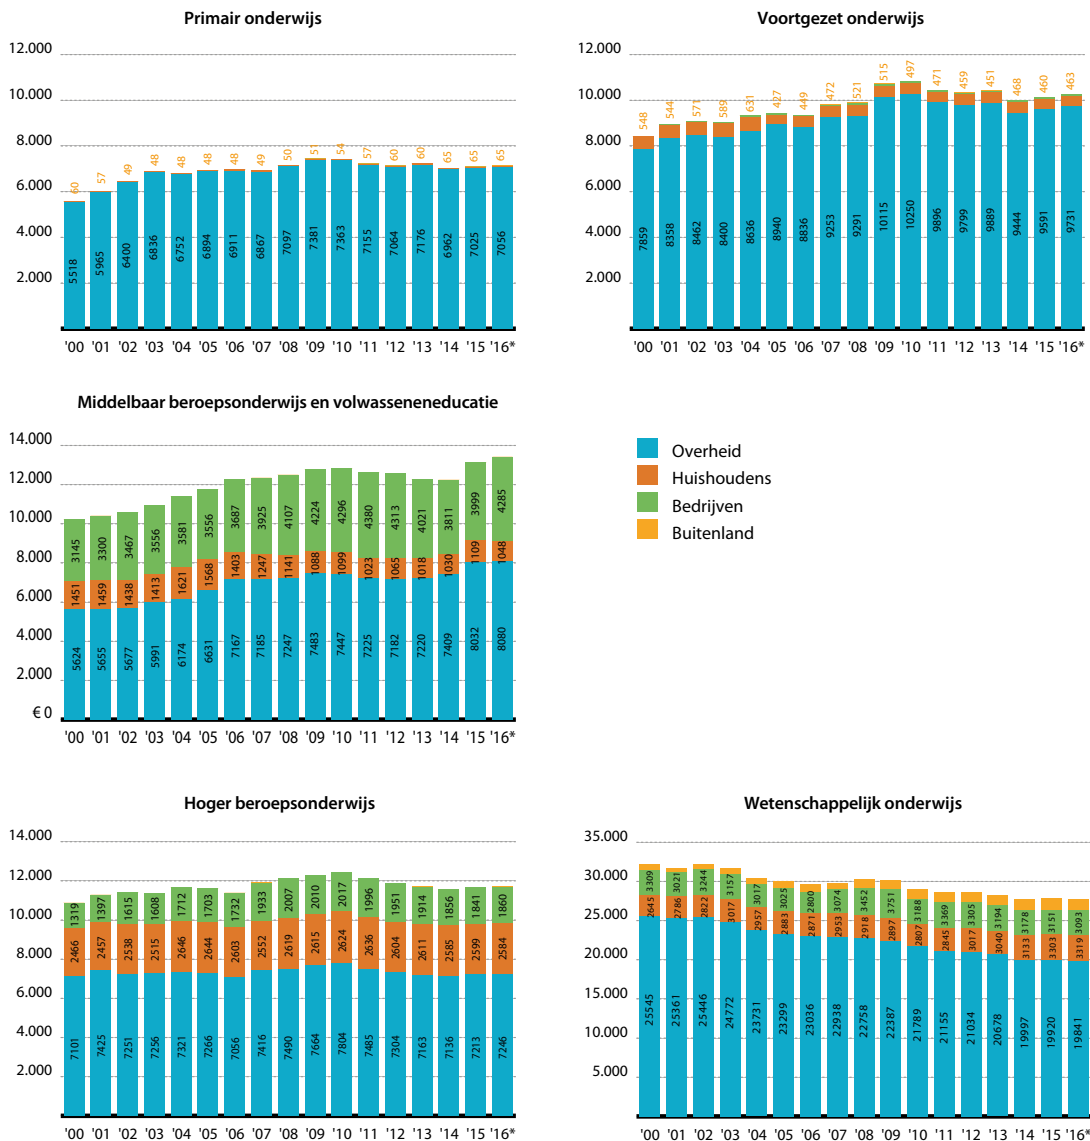 Primair onderwijs
12.000
10.000
8.000
6.000
4.000
2.000
60 57 49 48 48 48 48 49 50 51 54 57 60 60 65 65 65
5518 5965 6400 6836 6752 6894 6911 6867 7097 7381 7363 7155 7064 7176 6962 7025 7056
'00 '01 '02 '03 '04 '05 '06 '07 '08 '09 '10 '11 '12 '13 '14 '15 '16*
Voortgezet onderwijs
12.000
10.000
8.000
6.000
4.000
2.000
548 544 571 589 631 427 449 472 521 515 497 471 459 451 468 460 463
7859 8358 8462 8400 8636 8940 8836 9253 9291 10115 10250 9896 9799 9889 9444 9591 9731
'00 '01 '02 '03 '04 '05 '06 '07 '08 '09 '10 '11 '12 '13 '14 '15 '16*
Middelbaar beroepsonderwijs en volwasseneneducatie
14.000
12.000
10.000
8.000
6.000
4.000
2.000
€ 0
3145 3300 3467 3556 3581 3556 3687 3925 4107 4224 4296 4380 4313 4021 3811 3999 4285
1451 1459 1438 1413 1621 1568 1403 1247 1141 1088 1099 1023 1065 1018 1030 1109 1048
5624 5655 5677 5991 6174 6631 7167 7185 7247 7483 7447 7225 7182 7220 7409 8032 8080
'00 '01 '02 '03 '04 '05 '06 '07 '08 '09 '10 '11 '12 '13 '14 '15 '16*
Overheid
Huishoudens
Bedrijven
Buitenland
Hoger beroepsonderwijs
14.000
12.000
10.000
8.000
6.000
4.000
2.000
1319 1397 1615 1608 1712 1703 1732 1933 2007 2010 2017 1996 1951 1914 1856 1841 1860
2466 2457 2538 2515 2646 2644 2603 2552 2619 2615 2624 2636 2604 2611 2585 2599 2584
7101 7425 7251 7256 7321 7266 7056 7416 7490 7664 7804 7485 7304 7163 7136 7213 7246
'00 '01 '02 '03 '04 '05 '06 '07 '08 '09 '10 '11 '12 '13 '14 '15 '16*
Wetenschappelijk onderwijs
35.000
30.000
25.000
20.000
15.000
10.000
5.000
3309 3021 3244 3157 3017 3025 2800 3074 3452 3751 3188 3369 3305 3194 3178 3151 3093
2645 2786 2822 3017 2957 2883 2871 2953 2918 2897 2807 2845 3017 3040 3133 3303 3319
25545 25361 25446 24772 23731 23299 23036 22938 22758 22387 21789 21155 21034 20678 19997 19920 19841
'00 '01 '02 '03 '04 '05 '06 '07 '08 '09 '10 '11 '12 '13 '14 '15 '16*